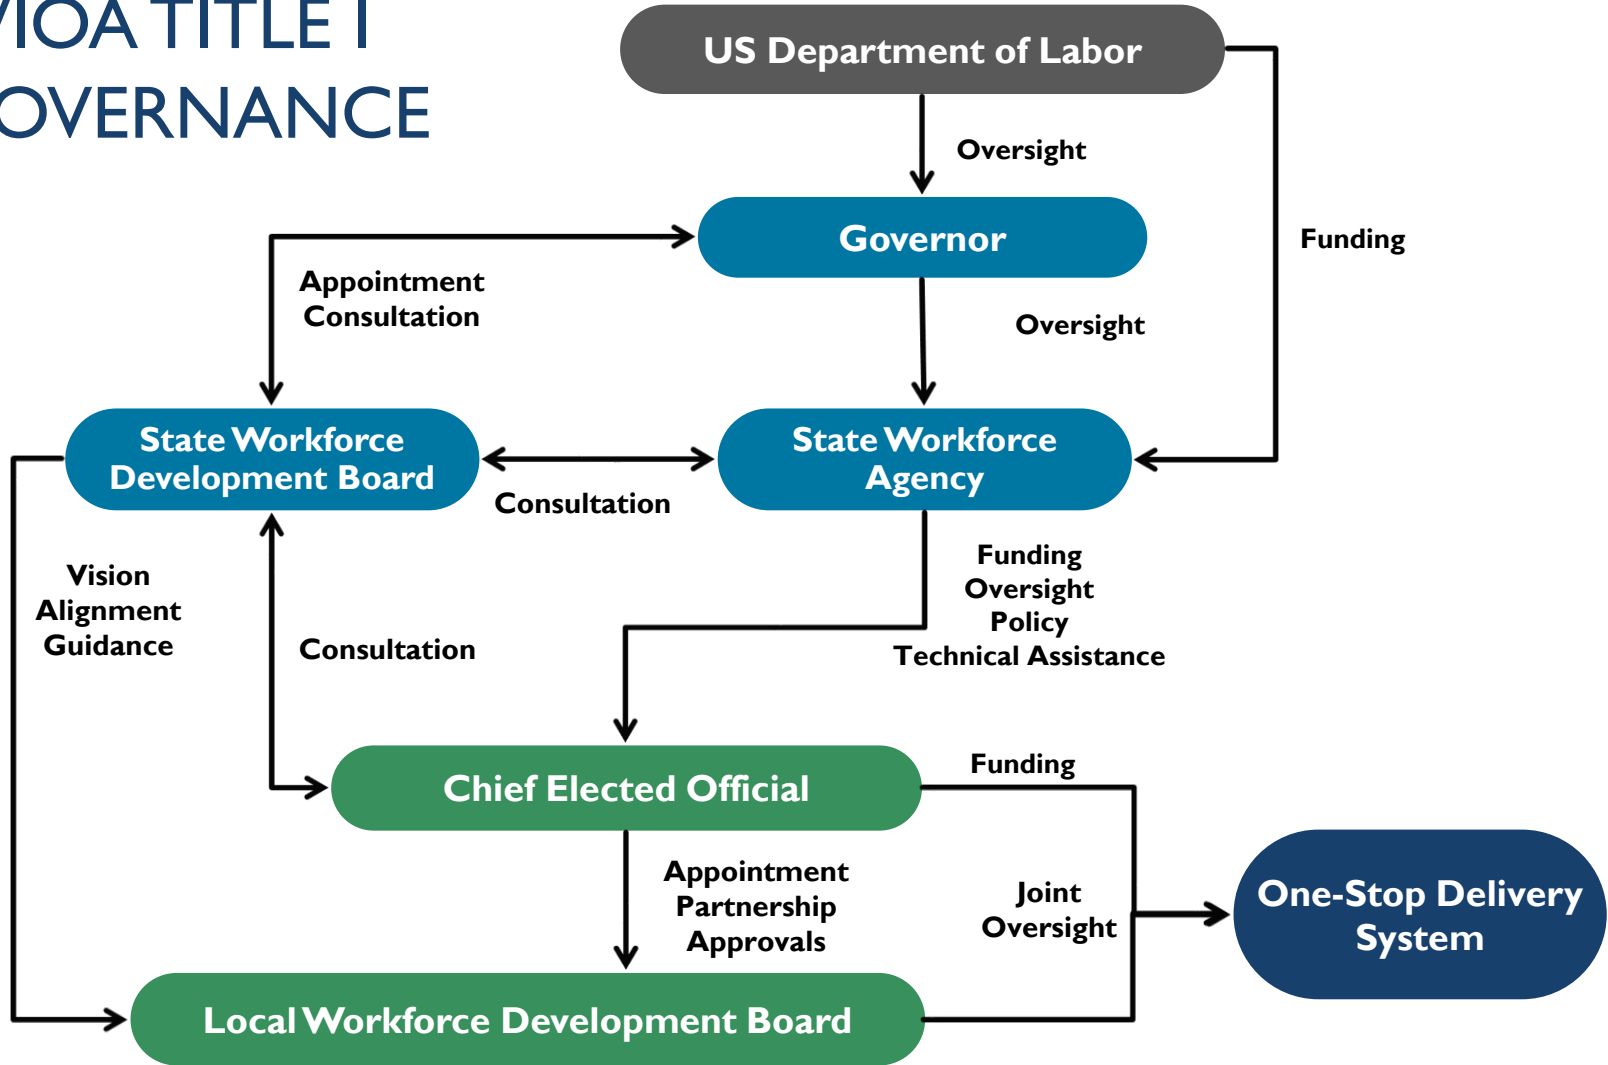 VIOA TITLE I
OVERNANCE
US Department of Labor
Oversight
Governor
Funding
Appointment
Consultation
Oversight
State Workforce
Development Board
State Workforce
Agency
Consultation
Vision
Alignment
Guidance
Consultation
Funding
Oversight
Policy
Technical Assistance
Chief Elected Official
Funding
Appointment
Partnership
Approvals
Joint
Oversight
One-Stop Delivery
System
Local Workforce Development Board